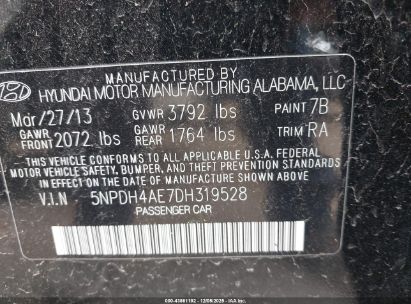 MANUFACTURED BY
HYUNDAI MOTOR MANUFACTURING ALABAMA, LLC
Mar/27/13 GVWR 3792 lbs PAINT 7B
GAWR FRONT 2072 lbs GAWR REAR 1764 lbs TRIM RA
THIS VEHICLE CONFORMS TO ALL APPLICABLE FEDERAL
MOTOR VEHICLE SAFETY, BUMPER, AND THEFT PREVENTION STANDARDS
IN EFFECT ON THE DATE OF MANUFACTURE SHOWN ABOVE.
V.I.N 5NPDH4AE7DH319528
PASSENGER CAR